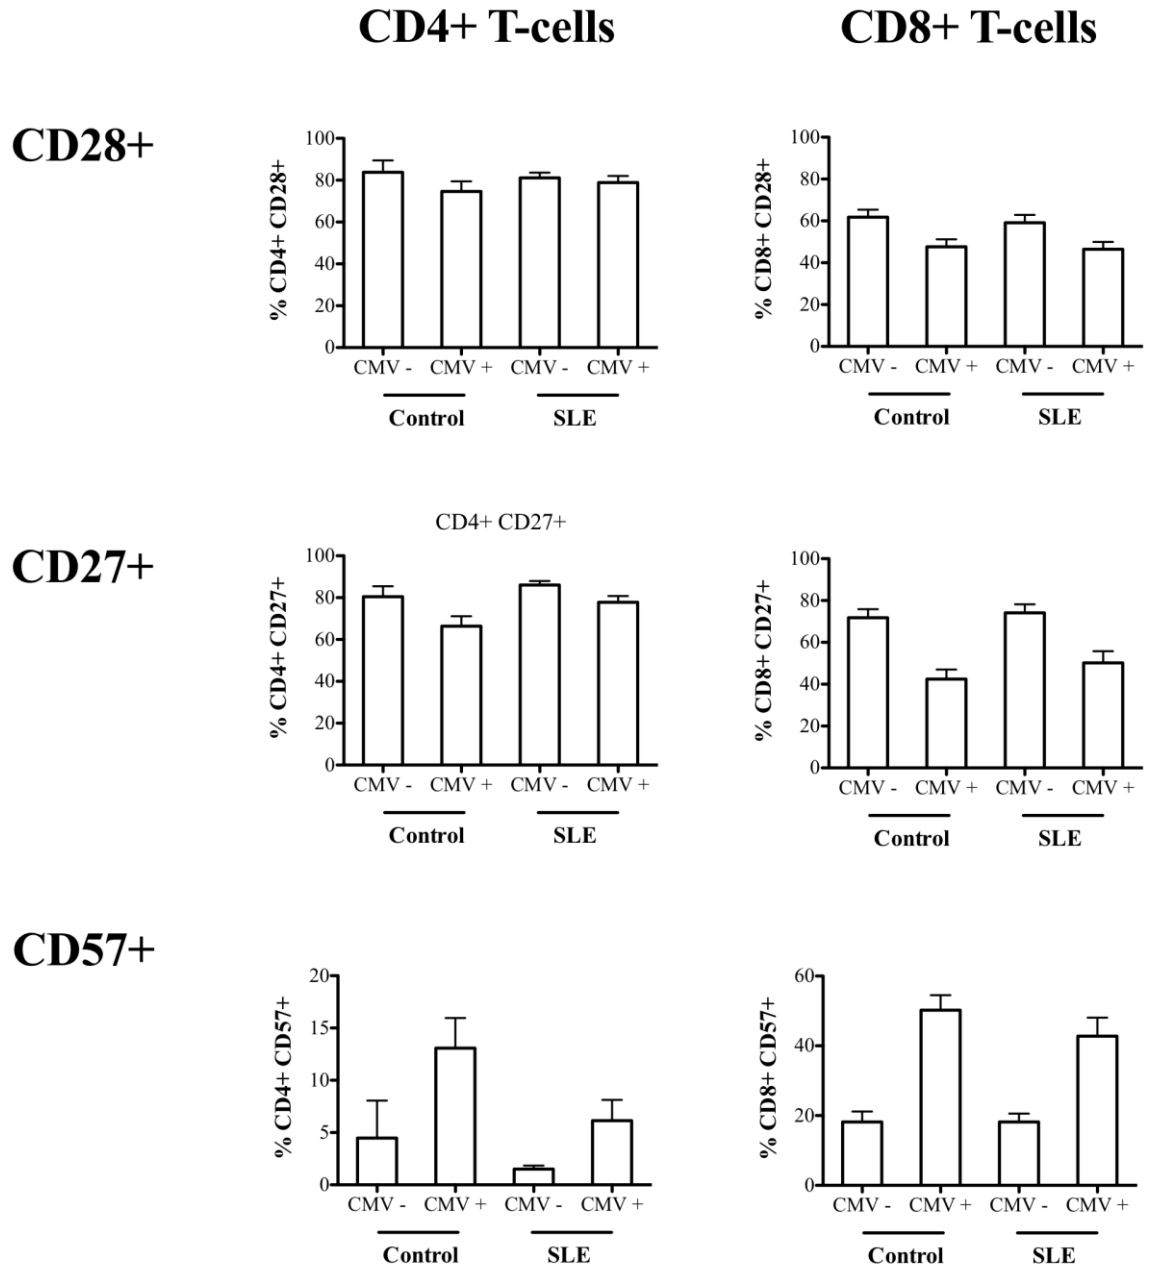 CD4+ T-cells
CD8+ T-cells
CD28+
% CD4+ CD28+
100
80
60
40
20
0
CMV - CMV + CMV - CMV +
Control SLE
% CD8+ CD28+
100
80
60
40
20
0
CMV - CMV + CMV - CMV +
Control SLE
CD27+
CD4+ CD27+
% CD4+ CD27+
100
80
60
40
20
0
CMV - CMV + CMV - CMV +
Control SLE
% CD8+ CD27+
100
80
60
40
20
0
CMV - CMV + CMV - CMV +
Control SLE
CD57+
% CD4+ CD57+
20
15
10
5
0
CMV - CMV + CMV - CMV +
Control SLE
% CD8+ CD57+
60
40
20
0
CMV - CMV + CMV - CMV +
Control SLE